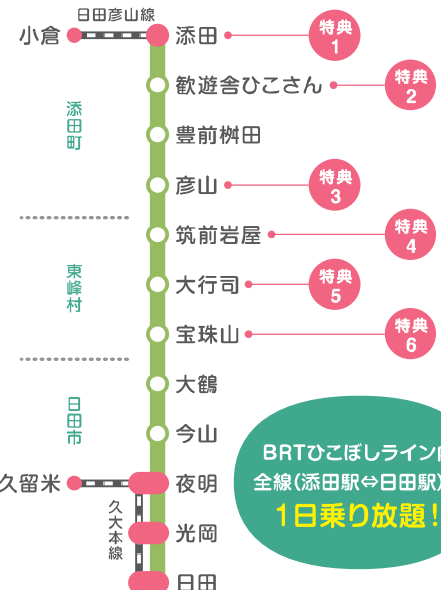 日田彦山線
小倉
添田
特典
1
歓遊舎ひこさん
特典
2
添田町
豊前桝田
彦山
特典
3
筑前岩屋
特典
4
東峰村
大行司
特典
5
宝珠山
特典
6
大鶴
日田市
今山
BRTひこぼしライン
全線(添田駅⇔日田駅)
1日乗り放題!
久留米
夜明
久大本線
光岡
日田